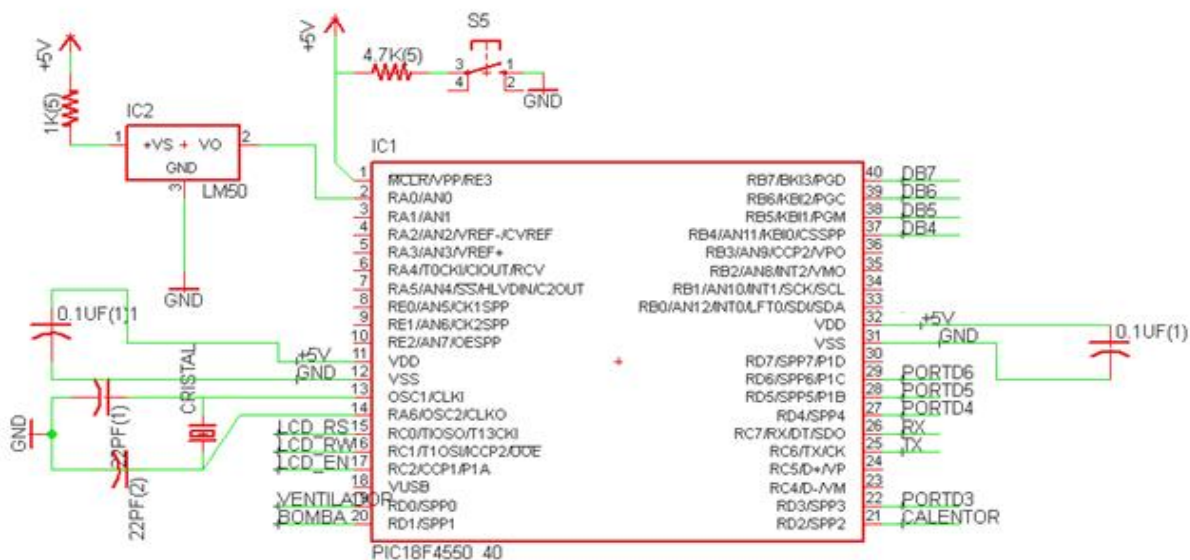 S5
+5V
4.7K(5)
3
1
4
2
GND
+5V
1K(5)
IC2
1
+VS + VO
2
GND
3
LM50
GND
IC1
1 MCLR/VPP/RE3
2 RA0/AN0
3 RA1/AN1
4 RA2/AN2/VREF-/CVREF
5 RA3/AN3/VREF+
6 RA4/T0CKI/CIOUT/RCV
7 RA5/AN4/SS/HLVDIN/C2OUT
8 RE0/AN5/CK1SPP
9 RE1/AN6/CK2SPP
10 RE2/AN7/OESPP
+5V 11 VDD
GND 12 VSS
13 OSC1/CLKI
14 RA6/OSC2/CLKO
LCD_RS 15 RC0/TIOSO/T13CKI
LCD_RW 16 RC1/T1OSI/ICCP2/UOE
LCD_EN 17 RC2/CCP1/P1A
18 VUSB
VENTILADOR 19 RD0/SPP0
BOMBA 20 RD1/SPP1
RB7/BKI3/PGD 40 DB7
RB6/KBI2/PGC 39 DB6
RB5/KBI1/PGM 38 DB5
RB4/AN11/KBI0/CSSPP 37 DB4
RB3/AN9/CCP2/VPO 36
RB2/AN8/INT2/VMO 35
RB1/AN10/INT1/SCK/SCL 34
RB0/AN12/INT0/LFT0/SDI/SDA 33
VDD 32 +5V
VSS 31 GND
RD7/SPP7/P1D 30
RD6/SPP6/P1C 29 PORTD6
RD5/SPP5/P1B 28 PORTD5
RD4/SPP4 27 PORTD4
RC7/RX/DT/SDO 26 RX
RC6/TX/CK 25 TX
RC5/D+/VP 24
RC4/D-/VM 23
RD3/SPP3 22 PORTD3
RD2/SPP2 21 CALENTOR
PIC18F4550_40
0.1UF(1)1
CRISTAL
GND
22PF(1)
22PF(2)
0.1UF(1)